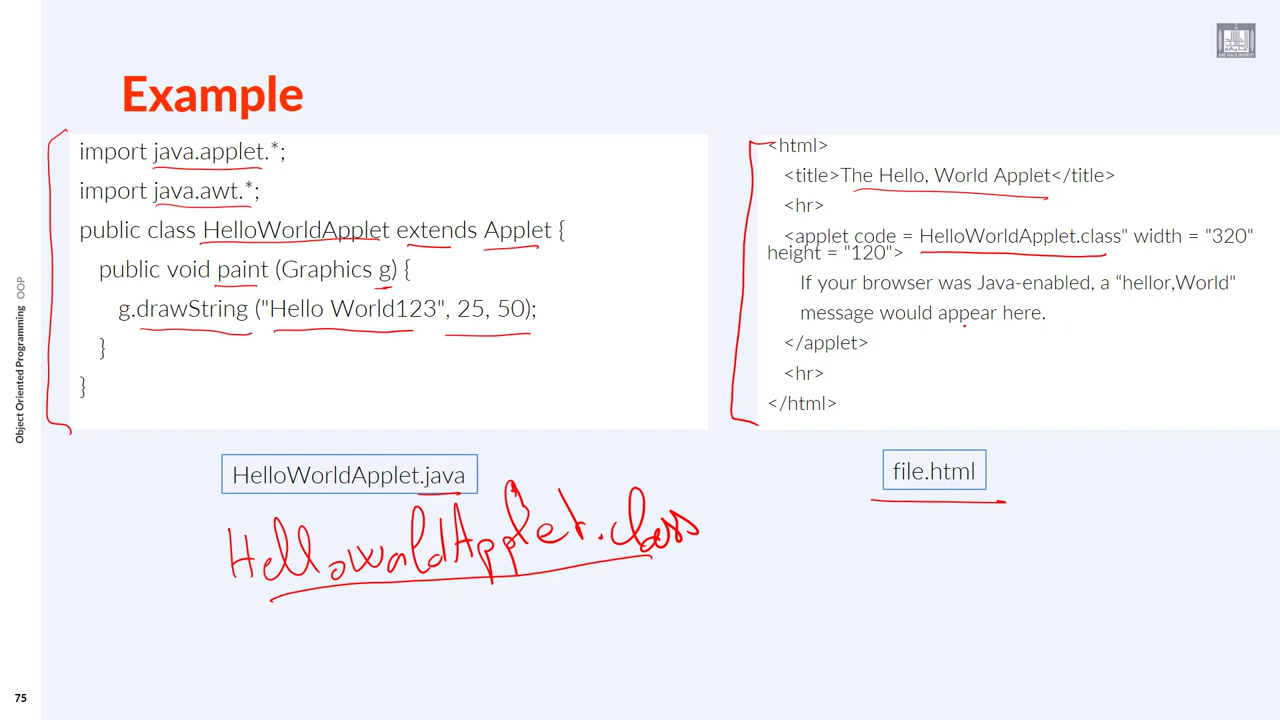 Example
import java.applet.*;
import java.awt.*;
public class HelloWorldApplet extends Applet {
public void paint (Graphics g) {
g.drawString ("Hello World123", 25, 50);
}
}
HelloWorldApplet.java
HelloWorldApplet.class
<html>
<title>The Hello, World Applet</title>
<hr>
<applet code = HelloWorldApplet.class" width = "320"
height = "120">
If your browser was Java-enabled, a “hellor,World"
message would appear here.
</applet>
<hr>
</html>
file.html
Object Oriented Programming OOP
75